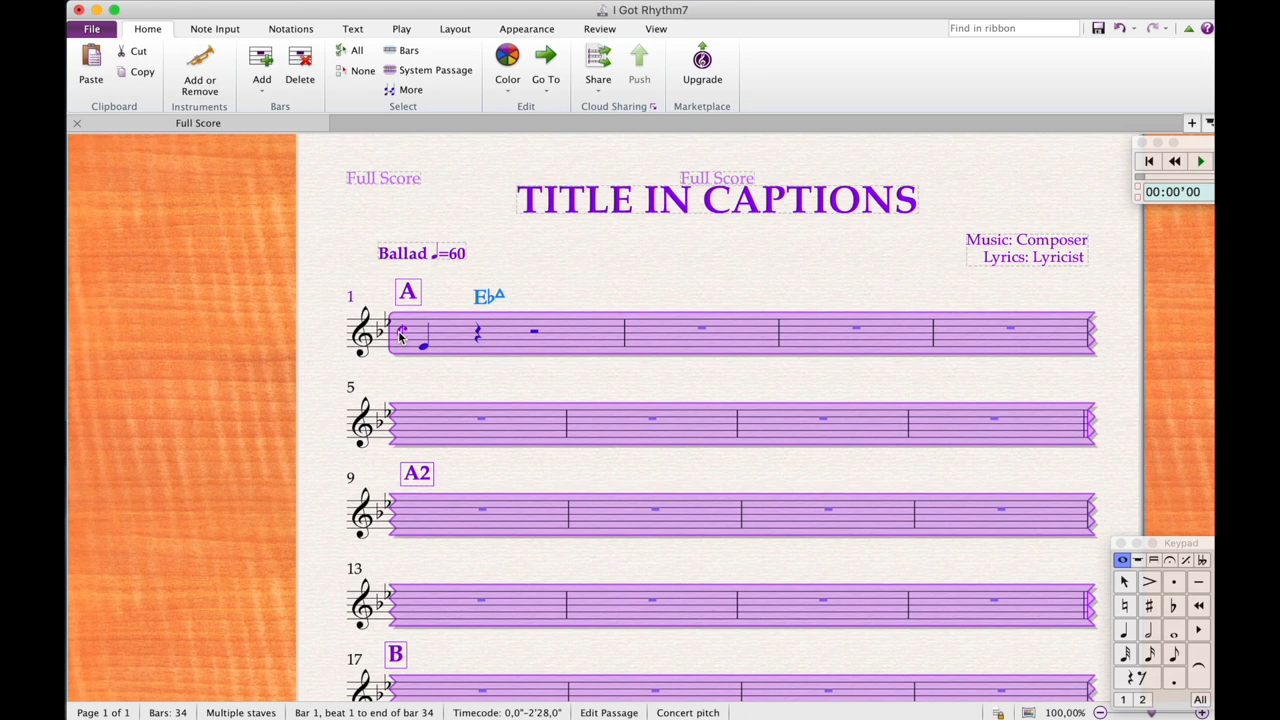 I Got Rhythm7
File Home Note Input Notations Text Play Layout Appearance Review View Find in ribbon
Paste Cut Copy Clipboard
Add or Remove Instruments
Add Delete Bars
All None Bars System Passage More Select
Color Go To Edit
Share Push Cloud Sharing
Upgrade Marketplace
Full Score
Full Score Full Score
TITLE IN CAPTIONS
00:00'00
Ballad ♩=60
Music: Composer
Lyrics: Lyricist
1 A E♭△
5
9 A2
Keypad
13
17 B
1 2 All
Page 1 of 1 Bars: 34 Multiple staves Bar 1, beat 1 to end of bar 34 Timecode: 0"-2'28,0" Edit Passage Concert pitch 100,00%